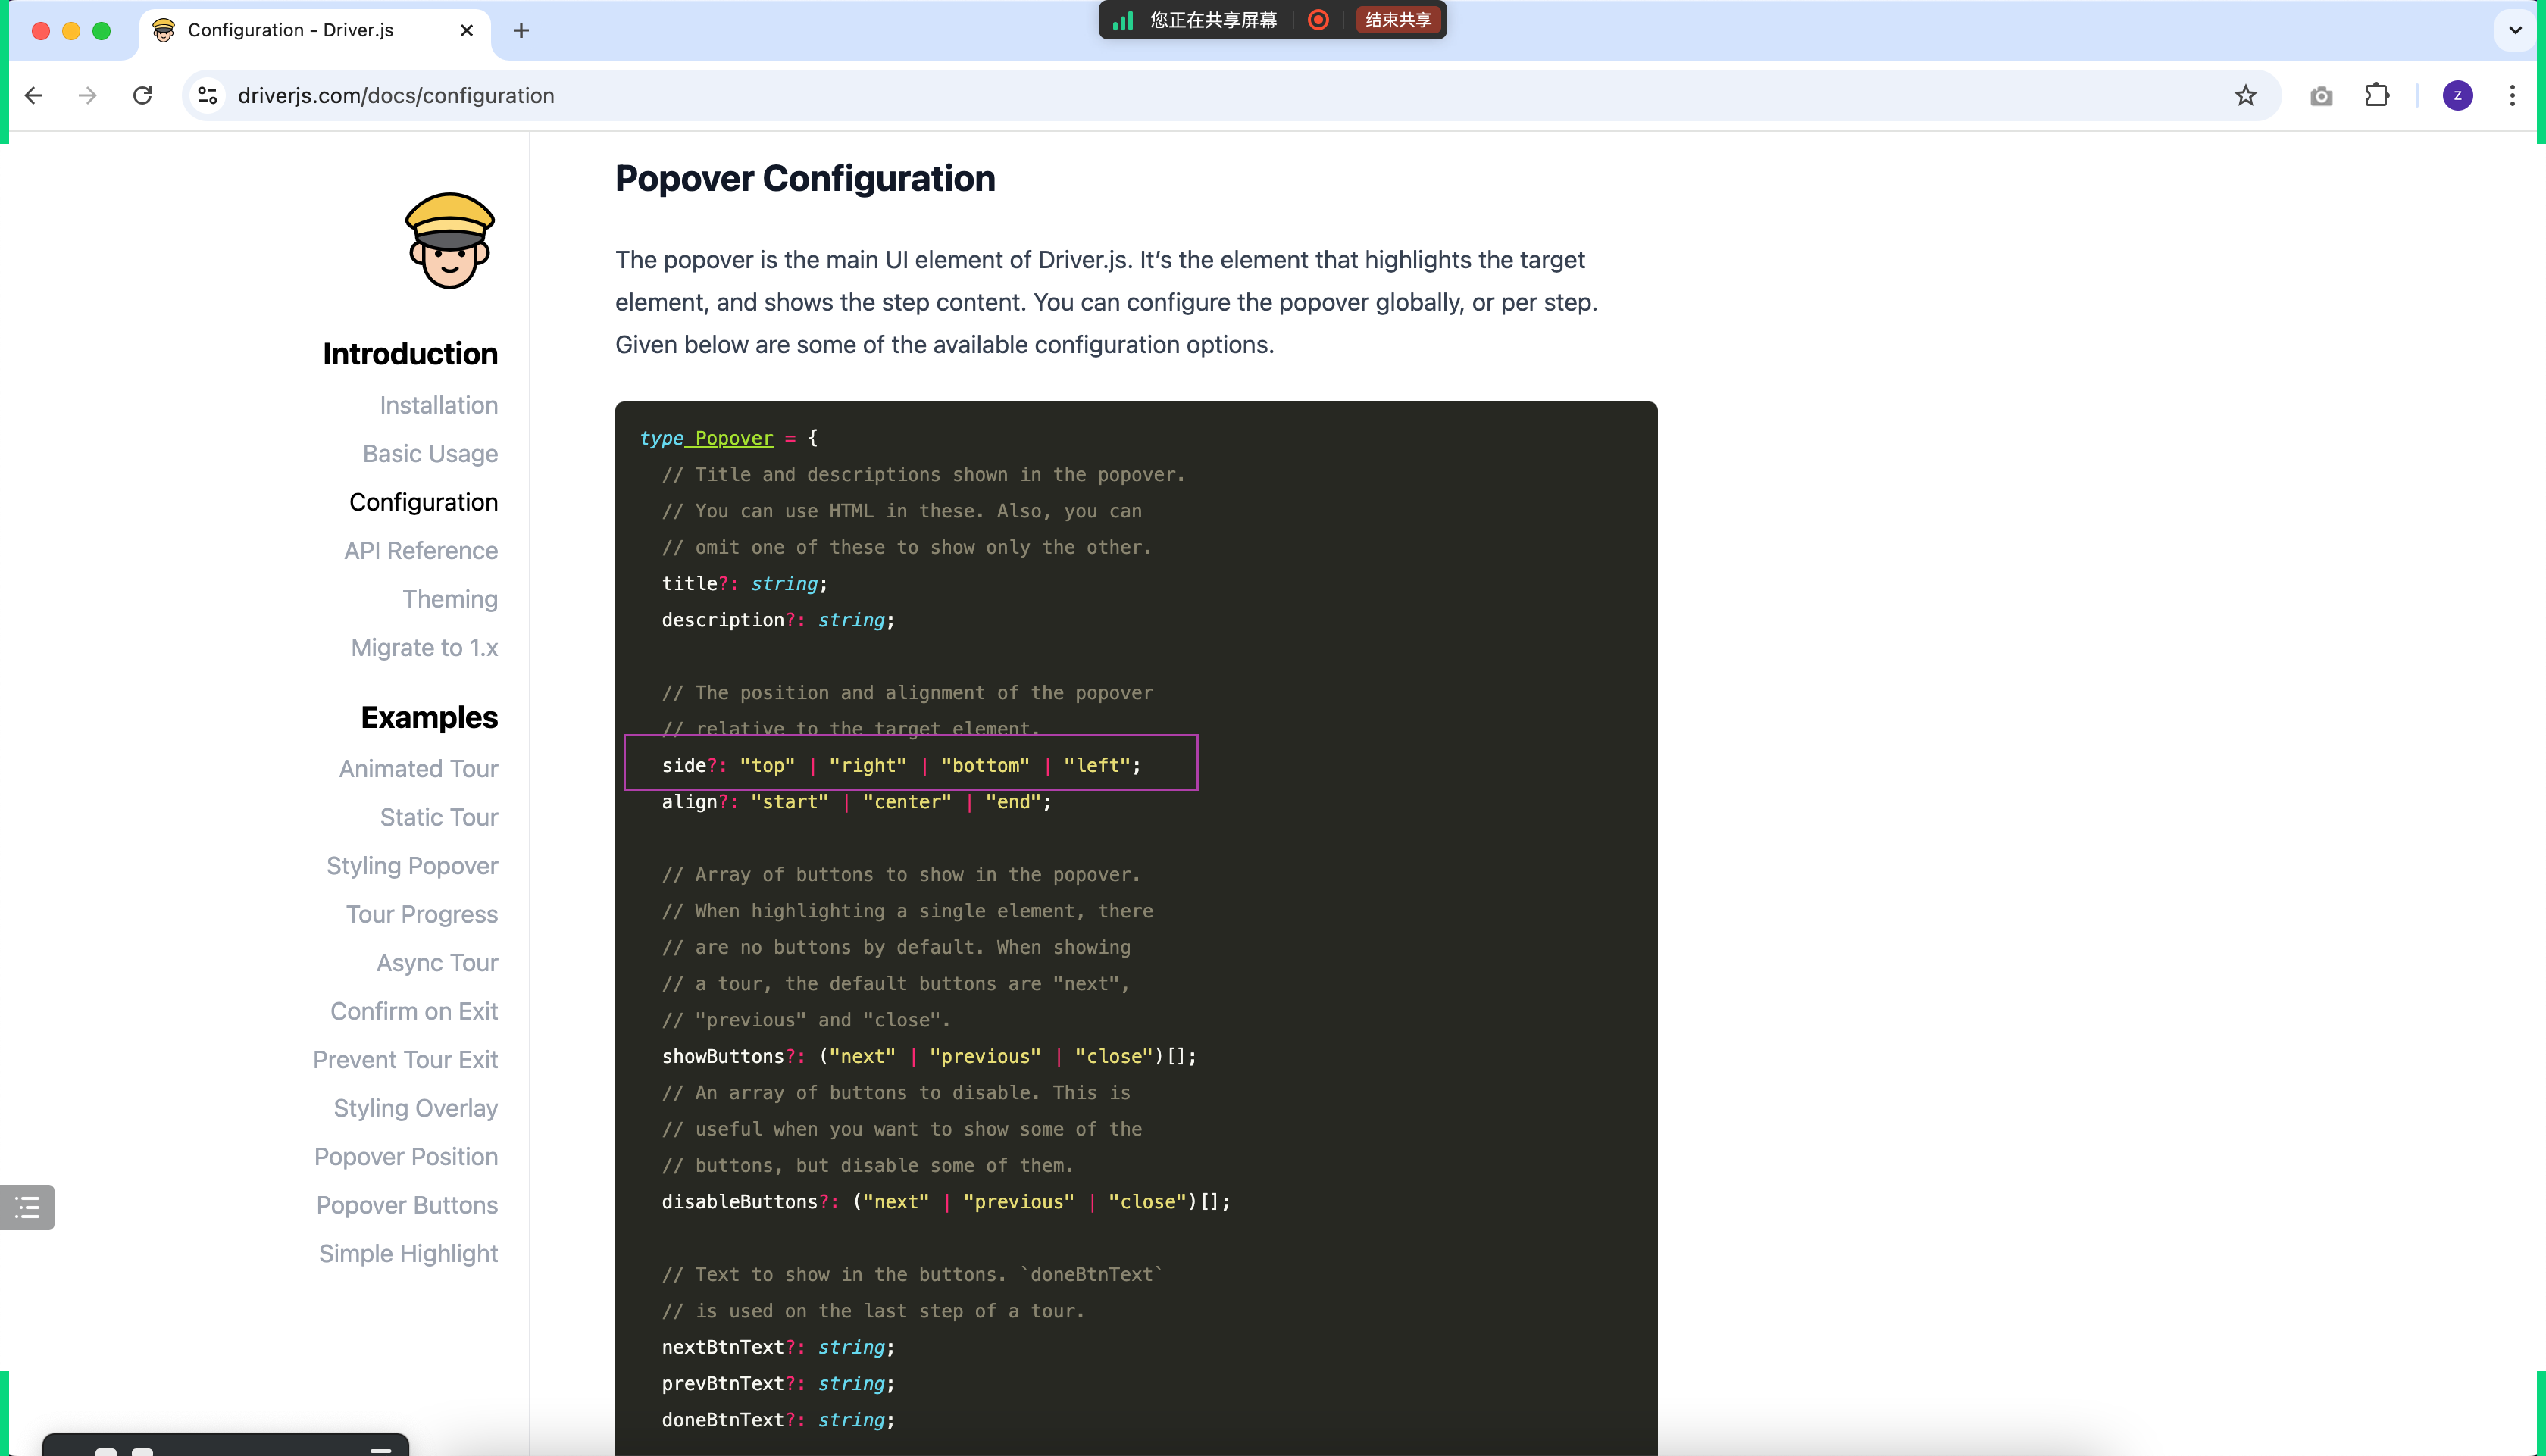 Configuration - Driver.js
您正在共享屏幕
结束共享
driverjs.com/docs/configuration
Z
Introduction
Installation
Basic Usage
Configuration
API Reference
Theming
Migrate to 1.x
Examples
Animated Tour
Static Tour
Styling Popover
Tour Progress
Async Tour
Confirm on Exit
Prevent Tour Exit
Styling Overlay
Popover Position
Popover Buttons
Simple Highlight
Popover Configuration
The popover is the main UI element of Driver.js. It’s the element that highlights the target
element, and shows the step content. You can configure the popover globally, or per step.
Given below are some of the available configuration options.
type Popover = {
// Title and descriptions shown in the popover.
// You can use HTML in these. Also, you can
// omit one of these to show only the other.
title?: string;
description?: string;
// The position and alignment of the popover
// relative to the target element.
side?: "top" | "right" | "bottom" | "left";
align?: "start" | "center" | "end";
// Array of buttons to show in the popover.
// When highlighting a single element, there
// are no buttons by default. When showing
// a tour, the default buttons are "next",
// "previous" and "close".
showButtons?: ("next" | "previous" | "close")[];
// An array of buttons to disable. This is
// useful when you want to show some of the
// buttons, but disable some of them.
disableButtons?: ("next" | "previous" | "close")[];
// Text to show in the buttons. `doneBtnText`
// is used on the last step of a tour.
nextBtnText?: string;
prevBtnText?: string;
doneBtnText?: string;